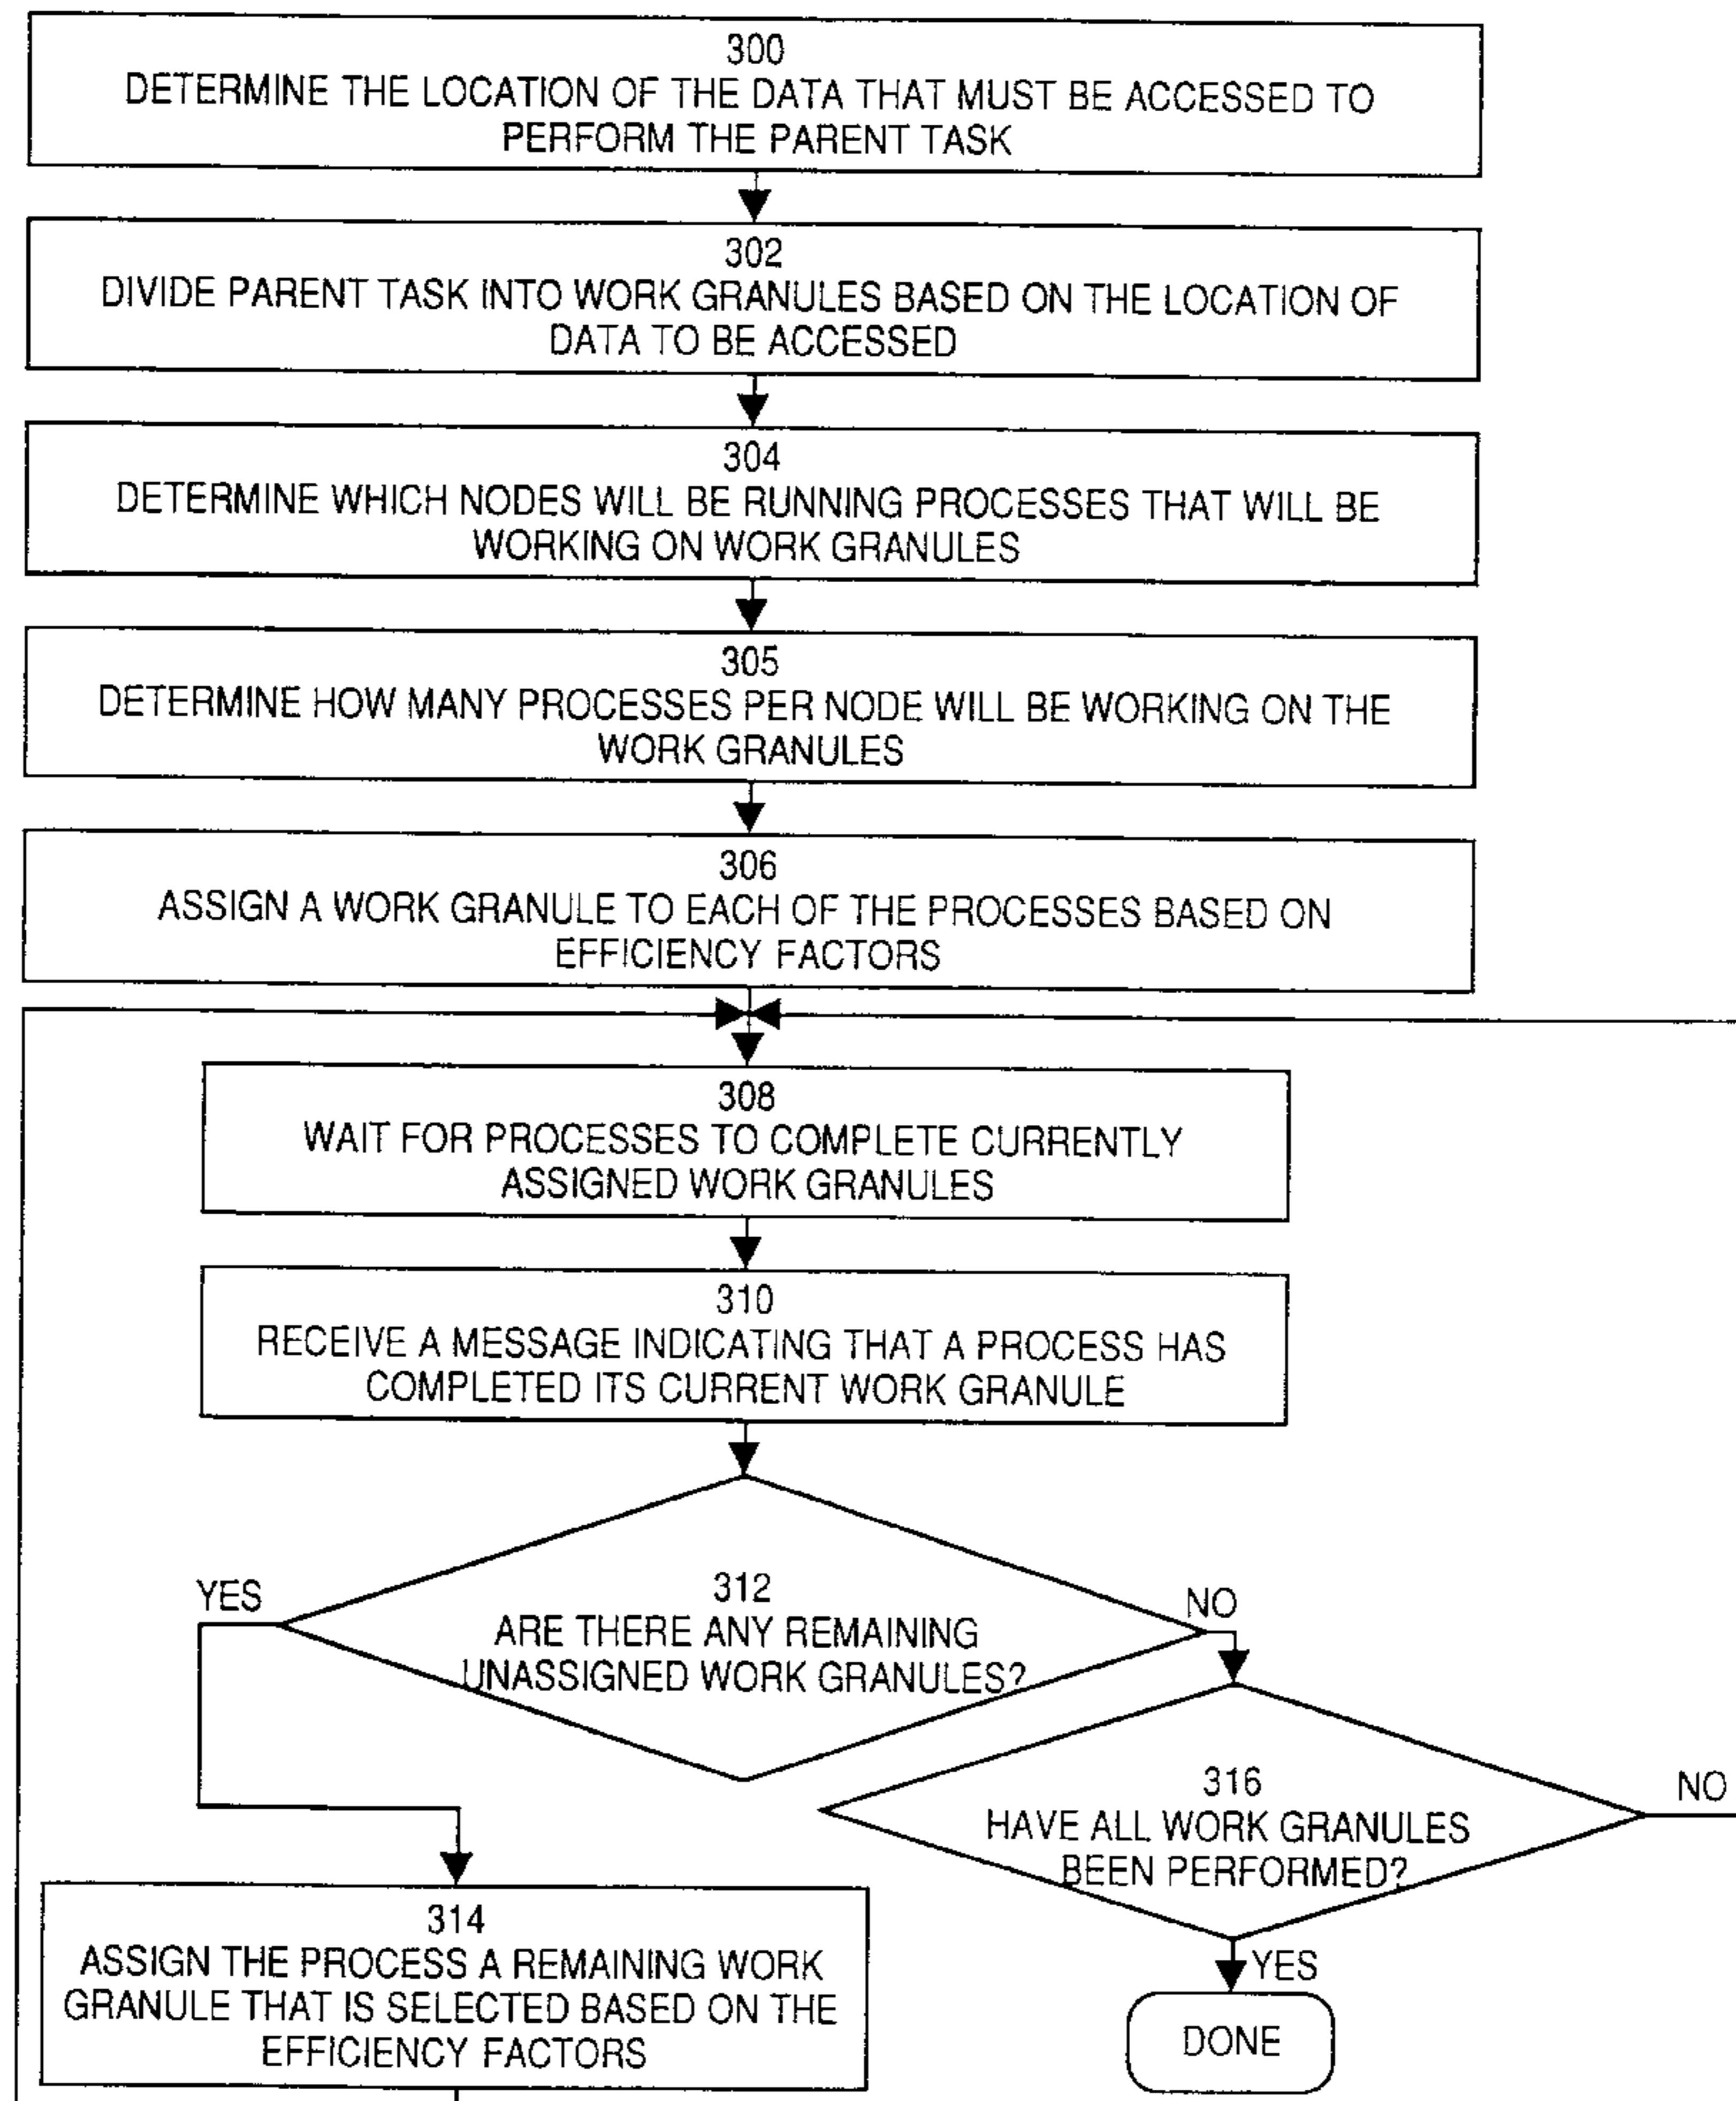 300
DETERMINE THE LOCATION OF THE DATA THAT MUST BE ACCESSED TO
PERFORM THE PARENT TASK
302
DIVIDE PARENT TASK INTO WORK GRANULES BASED ON THE LOCATION OF
DATA TO BE ACCESSED
304
DETERMINE WHICH NODES WILL BE RUNNING PROCESSES THAT WILL BE
WORKING ON WORK GRANULES
305
DETERMINE HOW MANY PROCESSES PER NODE WILL BE WORKING ON THE
WORK GRANULES
306
ASSIGN A WORK GRANULE TO EACH OF THE PROCESSES BASED ON
EFFICIENCY FACTORS
308
WAIT FOR PROCESSES TO COMPLETE CURRENTLY
ASSIGNED WORK GRANULES
310
RECEIVE A MESSAGE INDICATING THAT A PROCESS HAS
COMPLETED ITS CURRENT WORK GRANULE
YES
312
ARE THERE ANY REMAINING
UNASSIGNED WORK GRANULES?
NO
316
HAVE ALL WORK GRANULES
BEEN PERFORMED?
NO
314
ASSIGN THE PROCESS A REMAINING WORK
GRANULE THAT IS SELECTED BASED ON THE
EFFICIENCY FACTORS
YES
DONE